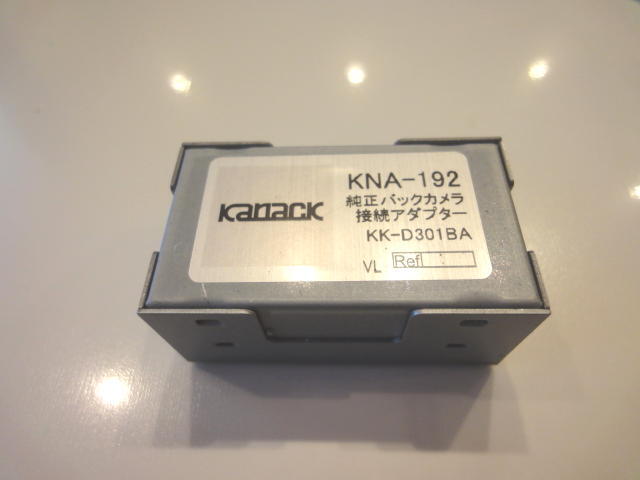 Kanack
KNA-192
純正バックカメラ
接続アダプター
KK-D301BA
VL Ref